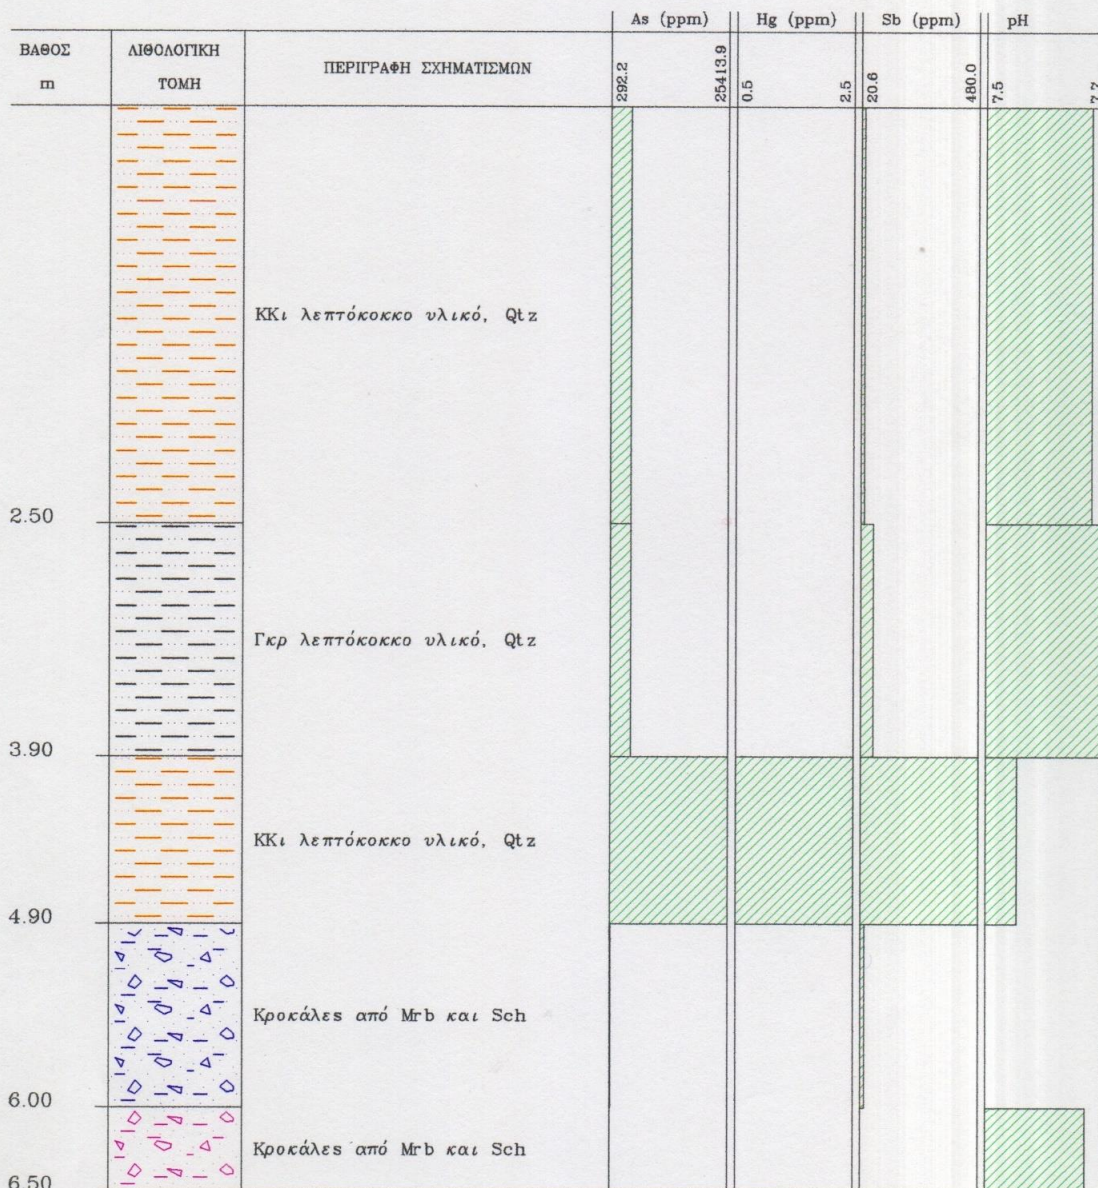 As (ppm) Hg (ppm) Sb (ppm) pH
ΒΑΘΟΣ ΛΙΘΟΛΟΓΙΚΗ ΠΕΡΙΓΡΑΦΗ ΣΧΗΜΑΤΙΣΜΩΝ
m ΤΟΜΗ
292.2 25413.9 0.5 2.5 20.6 480.0 7.5 7.7
ΚΚι λεπτόκοκκο υλικό, Qtz
2.50
Γκρ λεπτόκοκκο υλικό, Qtz
3.90
ΚΚι λεπτόκοκκο υλικό, Qtz
4.90
Κροκάλες από Mrb και Sch
6.00
Κροκάλες από Mrb και Sch
6.50